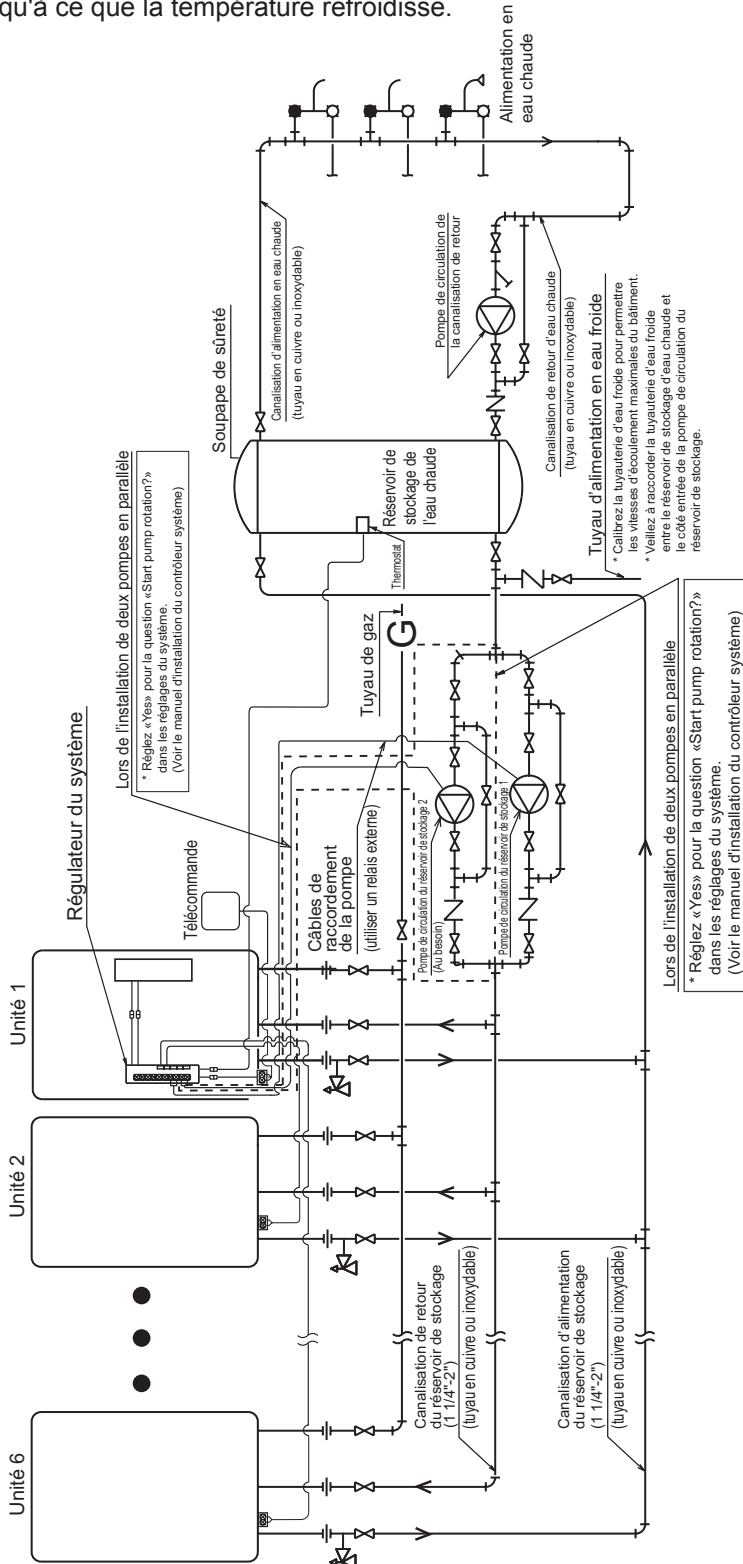 qu'à ce que la température refroidisse.
Unité 6
Unité 2
Unité 1
Régulateur du système
Télécommande
Lors de l'installation de deux pompes en parallèle
* Réglez «Yes» pour la question «Start pump rotation?»
dans les réglages du système.
(Voir le manuel d'installation du contrôleur système)
Câbles de
raccordement
de la pompe
(utiliser un relais externe)
Tuyau de gaz
G
Soupape de sûreté
Canalisation d'alimentation en eau chaude
(tuyau en cuivre ou inoxydable)
Réservoir de
stockage de
l'eau chaude
Thermostat
Alimentation en
eau chaude
Pompe de circulation de
la canalisation de retour
Canalisation de retour d'eau chaude
(tuyau en cuivre ou inoxydable)
Tuyau d'alimentation en eau froide
* Calibrez la tuyauterie d'eau froide pour permettre
les vitesses d'écoulement maximales du bâtiment.
* Veillez à raccorder la tuyauterie d'eau froide
entre le réservoir de stockage d'eau chaude et
le côté entrée de la pompe de circulation du
réservoir de stockage.
Pompe de circulation du réservoir de stockage 2
(Au besoin)
Pompe de circulation du réservoir de stockage 1
Canalisation de retour
du réservoir de stockage
(1 1/4"-2")
(tuyau en cuivre ou inoxydable)
Canalisation d'alimentation
du réservoir de stockage
(1 1/4"-2")
(tuyau en cuivre ou inoxydable)
Lors de l'installation de deux pompes en parallèle
* Réglez «Yes» pour la question «Start pump rotation?»
dans les réglages du système.
(Voir le manuel d'installation du contrôleur système)